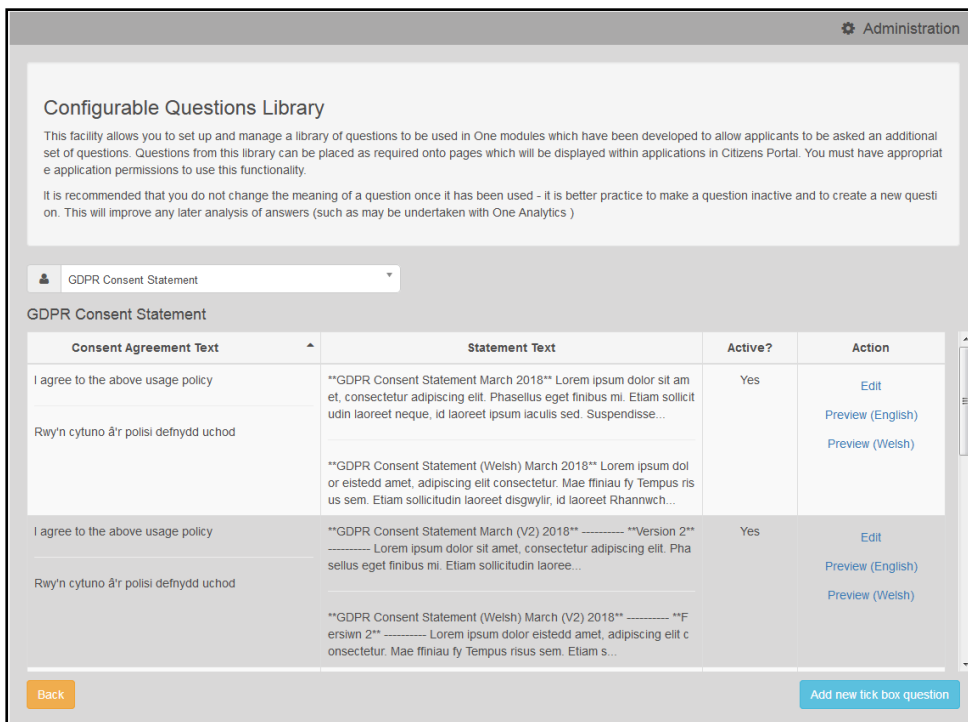 Administration
Configurable Questions Library
This facility allows you to set up and manage a library of questions to be used in One modules which have been developed to allow applicants to be asked an additional
set of questions. Questions from this library can be placed as required onto pages which will be displayed within applications in Citizens Portal. You must have appropriat
e application permissions to use this functionality.
It is recommended that you do not change the meaning of a question once it has been used - it is better practice to make a question inactive and to create a new questi
on. This will improve any later analysis of answers (such as may be undertaken with One Analytics )
GDPR Consent Statement
GDPR Consent Statement
Consent Agreement Text
Statement Text
Active?
Action
I agree to the above usage policy
Rwy'n cytuno â'r polisi defnydd uchod
**GDPR Consent Statement March 2018** Lorem ipsum dolor sit am
et, consectetur adipiscing elit. Phasellus eget finibus mi. Etiam sollicit
udin laoreet neque, id laoreet ipsum iaculis sed. Suspendisse...
**GDPR Consent Statement (Welsh) March 2018** Lorem ipsum dol
or eistedd amet, adipiscing elit consectetur. Mae ffiniau fy Tempus ris
us sem. Etiam sollicitudin laoreet disgwylir, id laoreet Rhannwch...
Yes
Edit
Preview (English)
Preview (Welsh)
I agree to the above usage policy
Rwy'n cytuno â'r polisi defnydd uchod
**GDPR Consent Statement March (V2) 2018** ---------- **Version 2**
---------- Lorem ipsum dolor sit amet, consectetur adipiscing elit. Pha
sellus eget finibus mi. Etiam sollicitudin laoree...
**GDPR Consent Statement (Welsh) March (V2) 2018** ---------- **F
ersiwn 2** ---------- Lorem ipsum dolor eistedd amet, adipiscing elit c
onsectetur. Mae ffiniau fy Tempus risus sem. Etiam s...
Yes
Edit
Preview (English)
Preview (Welsh)
Back
Add new tick box question